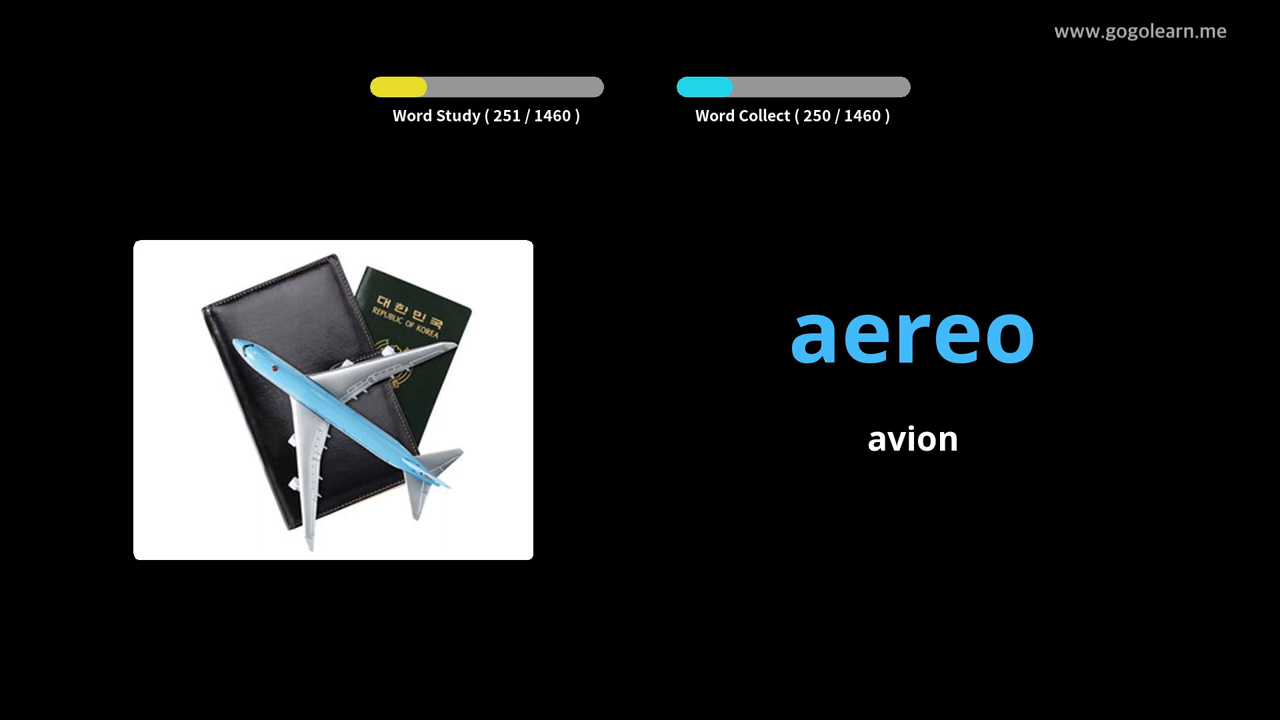 www.gogolearn.me
Word Study ( 251 / 1460 )
Word Collect ( 250 / 1460 )
대한민국
REPUBLIC OF KOREA
aereo
avion